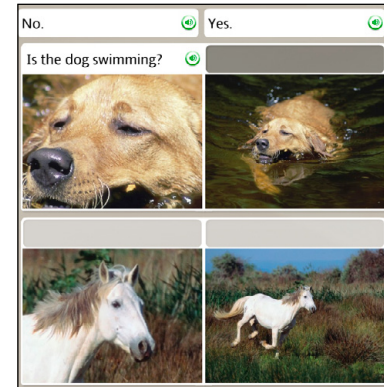 No.
Yes.
Is the dog swimming?